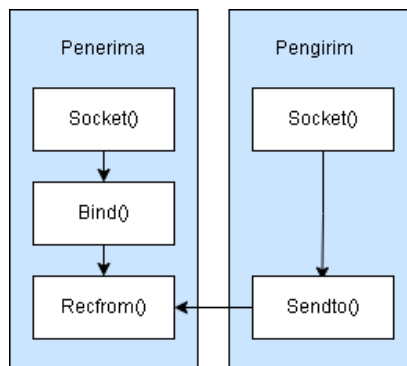 Penerima
Socket()
Bind()
Recfrom()
Pengirim
Socket()
Sendto()